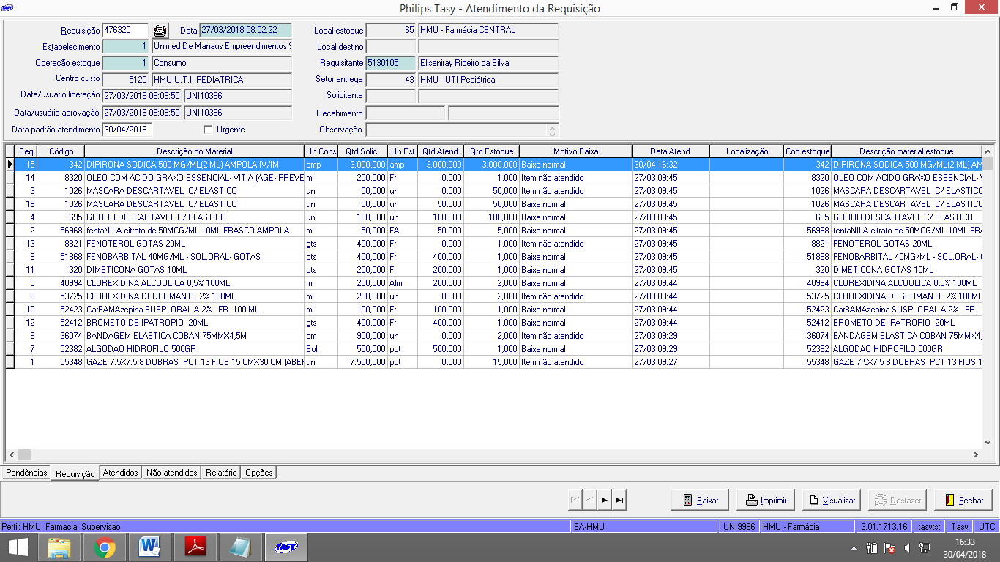 TASY Philips Tasy - Atendimento da Requisição
Requisição 476320 Data 27/03/2018 08:52:22 Local estoque 65 HMU - Farmácia CENTRAL
Estabelecimento 1 Unimed De Manaus Empreendimentos S Local destino
Operação estoque 1 Consumo Requisitante 5130105 Elisaniray Ribeiro da Silva
Centro custo 5120 HMU-U.T.I. PEDIÁTRICA Setor entrega 43 HMU - UTI Pediátrica
Data/usuário liberação 27/03/2018 09:08:50 UNI10396 Solicitante
Data/usuário aprovação 27/03/2018 09:08:50 UNI10396 Recebimento
Data padrão atendimento 30/04/2018 Urgente Observação
Seq Código Descrição do Material Un.Cons Qtd Solic. Un.Est Qtd Atend. Qtd Estoque Motivo Baixa Data Atend. Localização Cód estoque Descrição material estoque
15 342 DIPIRONA SODICA 500 MG/ML(2 ML) AMPOLA IV/IM amp 3.000,000 amp 3.000,000 3.000,000 Baixa normal 30/04 16:32 342 DIPIRONA SODICA 500 MG/ML(2 ML) AM
14 8320 OLEO COM ACIDO GRAXO ESSENCIAL- VIT.A (AGE- PREVE ml 200,000 Fr 0,000 1,000 Item não atendido 27/03 09:45 8320 OLEO COM ACIDO GRAXO ESSENCIAL- V
3 1026 MASCARA DESCARTAVEL C/ ELASTICO un 50,000 un 0,000 50,000 Item não atendido 27/03 09:45 1026 MASCARA DESCARTAVEL C/ ELASTICO
16 1026 MASCARA DESCARTAVEL C/ ELASTICO un 50,000 un 50,000 50,000 Baixa normal 27/03 09:45 1026 MASCARA DESCARTAVEL C/ ELASTICO
4 695 GORRO DESCARTAVEL C/ ELASTICO un 100,000 un 100,000 100,000 Baixa normal 27/03 09:45 695 GORRO DESCARTAVEL C/ ELASTICO
2 56968 fentaNILA citrato de 50MCG/ML 10ML FRASCO-AMPOLA ml 50,000 FA 50,000 5,000 Baixa normal 27/03 09:45 56968 fentaNILA citrato de 50MCG/ML 10ML FRA
13 8821 FENOTEROL GOTAS 20ML gts 400,000 Fr 0,000 1,000 Item não atendido 27/03 09:45 8821 FENOTEROL GOTAS 20ML
9 51868 FENOBARBITAL 40MG/ML - SOL.ORAL- GOTAS gts 400,000 Fr 400,000 1,000 Baixa normal 27/03 09:45 51868 FENOBARBITAL 40MG/ML - SOL.ORAL-
11 320 DIMETICONA GOTAS 10ML gts 200,000 Fr 200,000 1,000 Baixa normal 27/03 09:45 320 DIMETICONA GOTAS 10ML
5 40994 CLOREXIDINA ALCOOLICA 0,5% 100ML ml 200,000 Alm 200,000 2,000 Baixa normal 27/03 09:44 40994 CLOREXIDINA ALCOOLICA 0,5% 100ML
6 53725 CLOREXIDINA DEGERMANTE 2% 100ML ml 200,000 un 0,000 2,000 Item não atendido 27/03 09:44 53725 CLOREXIDINA DEGERMANTE 2% 100ML
10 52423 CarBAMAzepina SUSP. ORAL A 2% FR. 100 ML ml 100,000 Fr 100,000 1,000 Baixa normal 27/03 09:44 52423 CarBAMAzepina SUSP. ORAL A 2% FR. 1
12 52412 BROMETO DE IPATROPIO 20ML gts 400,000 Fr 400,000 1,000 Baixa normal 27/03 09:44 52412 BROMETO DE IPATROPIO 20ML
8 36074 BANDAGEM ELASTICA COBAN 75MMX4,5M cm 900,000 un 0,000 2,000 Item não atendido 27/03 09:29 36074 BANDAGEM ELASTICA COBAN 75MMX4,
7 52382 ALGODAO HIDROFILO 500GR Bol 500,000 pct 500,000 1,000 Baixa normal 27/03 09:29 52382 ALGODAO HIDROFILO 500GR
1 55348 GAZE 7.5X7.5 8 DOBRAS PCT 13 FIOS 15 CMX30 CM (ABEF un 7.500,000 pct 0,000 15,000 Item não atendido 27/03 09:27 55348 GAZE 7.5X7.5 8 DOBRAS PCT 13 FIOS 1
Pendências Requisição Atendidos Não atendidos Relatório Opções
Baixar Imprimir Visualizar Desfazer Fechar
Perfil: HMU_Farmacia_Supervisao SA-HMU UNI9996 HMU - Farmácia 3.01.1713.16 tasytst Tasy UTC
TASY 16:33
30/04/2018